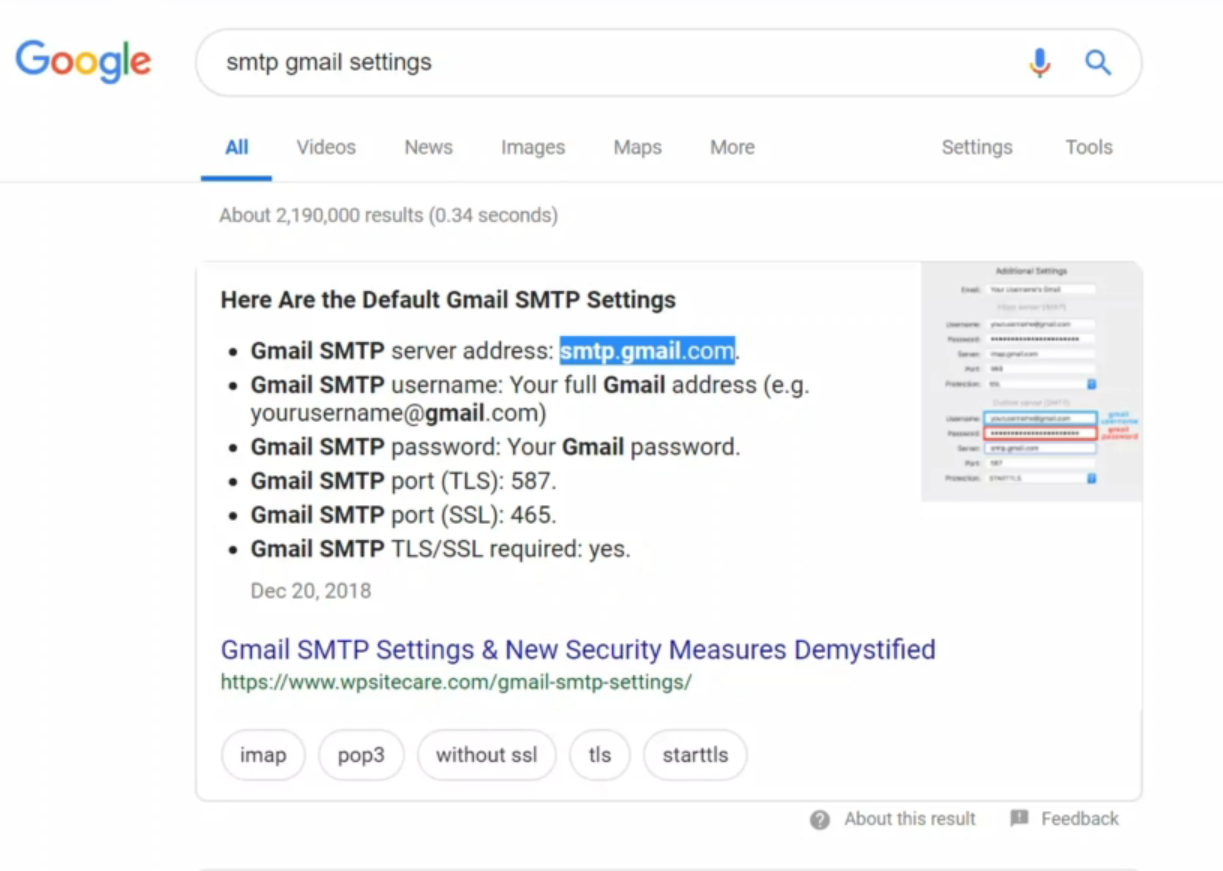 Google
smtp gmail settings
All Videos News Images Maps More Settings Tools
About 2,190,000 results (0.34 seconds)
Here Are the Default Gmail SMTP Settings
• Gmail SMTP server address: smtp.gmail.com.
• Gmail SMTP username: Your full Gmail address (e.g.
yourusername@gmail.com)
• Gmail SMTP password: Your Gmail password.
• Gmail SMTP port (TLS): 587.
• Gmail SMTP port (SSL): 465.
• Gmail SMTP TLS/SSL required: yes.
Dec 20, 2018
Additional Settings
Email: Your Username's Gmail
Username: yourusername@gmail.com
Password:
Server: imap.gmail.com
Port: 993
Protection: SSL
Username: yourusername@gmail.com
gmail
username
Password:
gmail
password
Server: smtp.gmail.com
Port: 587
Protection: STARTTLS
Gmail SMTP Settings & New Security Measures Demystified
https://www.wpsitecare.com/gmail-smtp-settings/
imap pop3 without ssl tls starttls
About this result Feedback